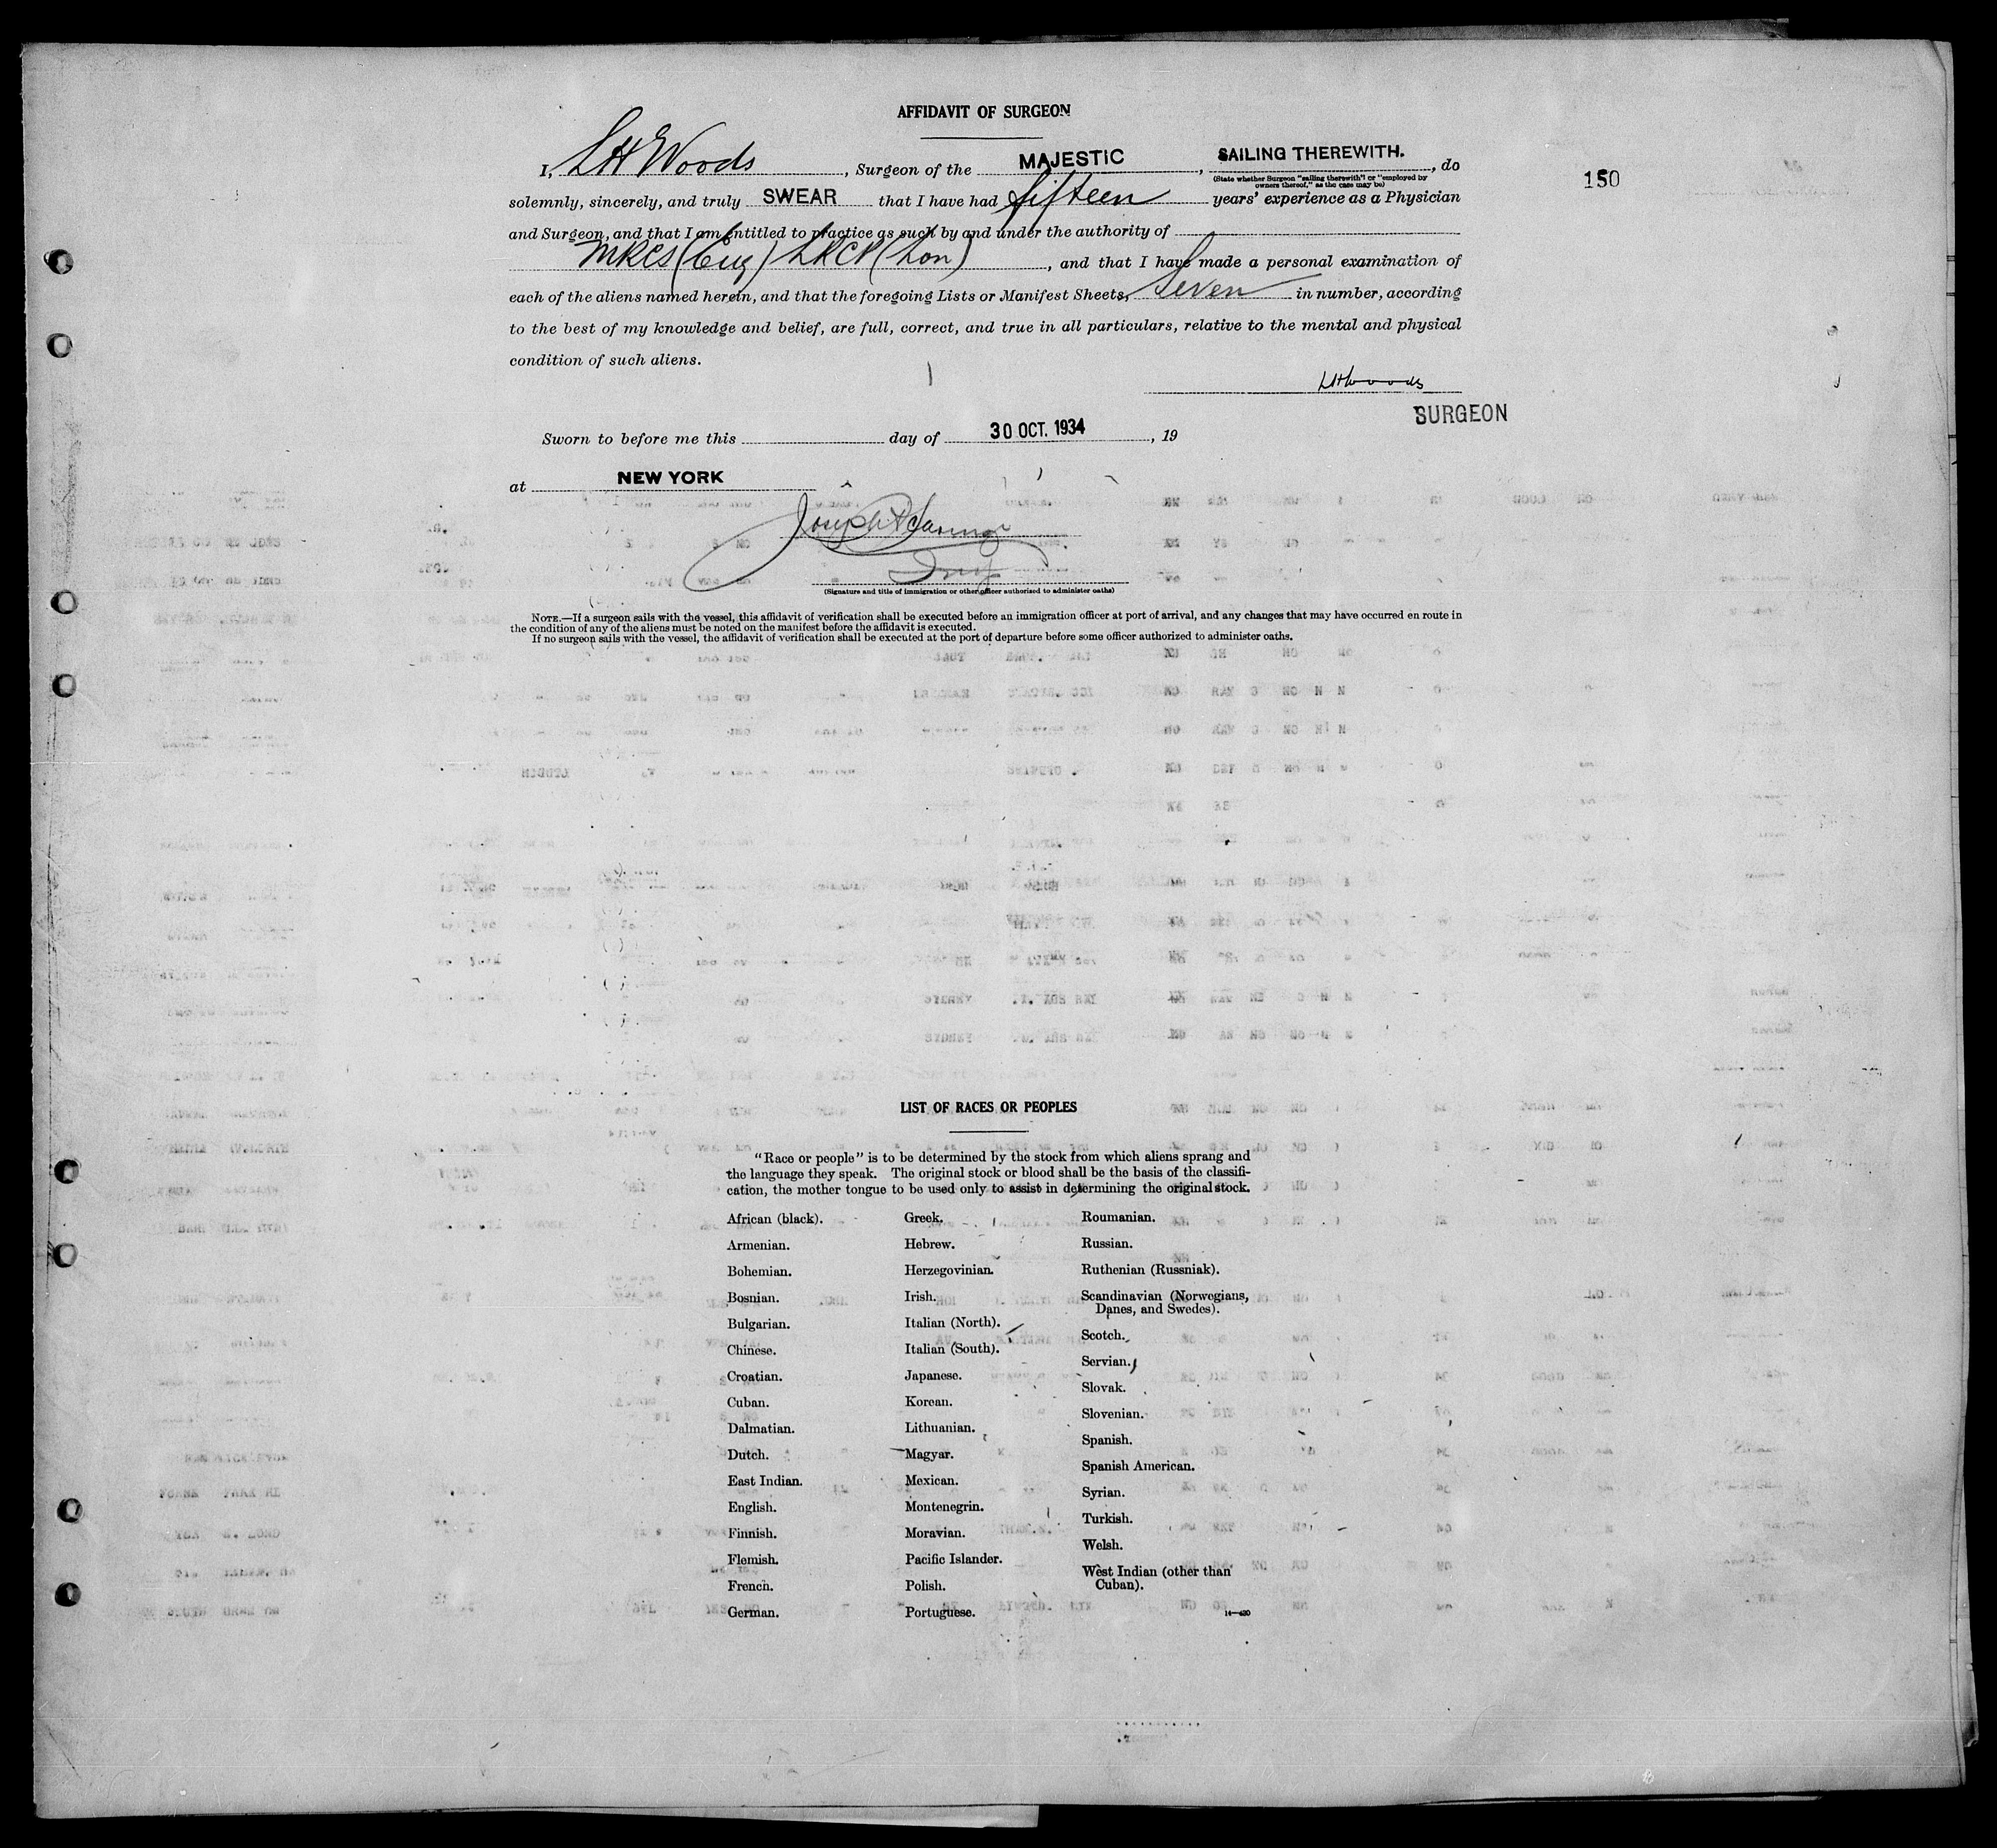 AFFIDAVIT OF SURGEON
I, L H Woods, Surgeon of the MAJESTIC, SAILING THEREWITH., do
(State whether Surgeon "sailing therewith" or "employed by
owners thereof," as the case may be)
150
solemnly, sincerely, and truly SWEAR that I have had fifteen years' experience as a Physician
and Surgeon, and that I am entitled to practice as such by and under the authority of
MRCS (Eng) LRCP (Lon), and that I have made a personal examination of
each of the aliens named herein, and that the foregoing Lists or Manifest Sheets, Seven in number, according
to the best of my knowledge and belief, are full, correct, and true in all particulars, relative to the mental and physical
condition of such aliens.
LHWoods
SURGEON
Sworn to before me this day of 30 OCT. 1934, 19
at NEW YORK
Joseph
(Signature and title of immigration or other officer authorized to administer oaths)
NOTE.—If a surgeon sails with the vessel, this affidavit of verification shall be executed before an immigration officer at port of arrival, and any changes that may have occurred en route in
the condition of any of the aliens must be noted on the manifest before the affidavit is executed.
If no surgeon sails with the vessel, the affidavit of verification shall be executed at the port of departure before some officer authorized to administer oaths.
LIST OF RACES OR PEOPLES
"Race or people" is to be determined by the stock from which aliens sprang and
the language they speak. The original stock or blood shall be the basis of the classifi-
cation, the mother tongue to be used only to assist in determining the original stock.
African (black).
Armenian.
Bohemian.
Bosnian.
Bulgarian.
Chinese.
Croatian.
Cuban.
Dalmatian.
Dutch.
East Indian.
English.
Finnish.
Flemish.
French.
German.
Greek.
Hebrew.
Herzegovinian.
Irish.
Italian (North).
Italian (South).
Japanese.
Korean.
Lithuanian.
Magyar.
Mexican.
Montenegrin.
Moravian.
Pacific Islander.
Polish.
Portuguese.
Roumanian.
Russian.
Ruthenian (Russniak).
Scandinavian (Norwegians,
Danes, and Swedes).
Scotch.
Servian.
Slovak.
Slovenian.
Spanish.
Spanish American.
Syrian.
Turkish.
Welsh.
West Indian (other than
Cuban).